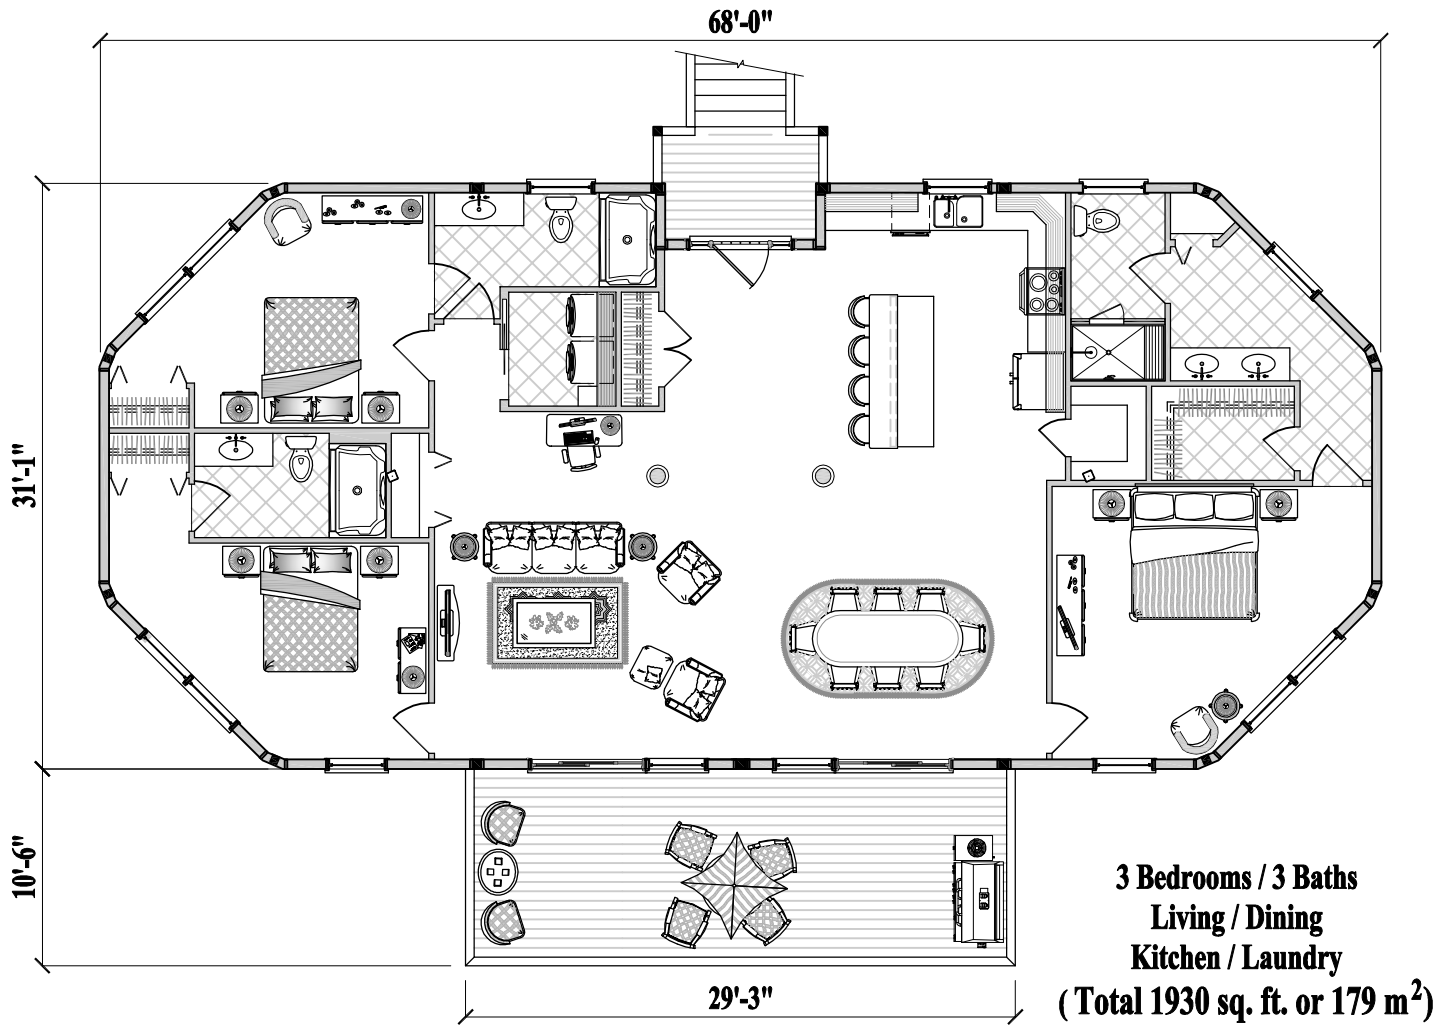 68'-0"
31'-1"
10'-6"
3 Bedrooms / 3 Baths
Living / Dining
Kitchen / Laundry
( Total 1930 sq. ft. or 179 m²)
29'-3"